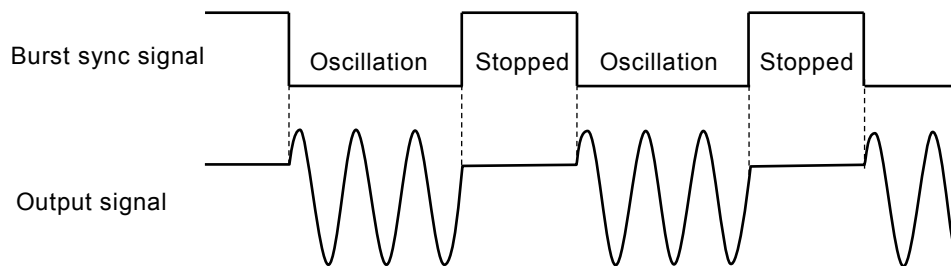 Burst sync signal
Oscillation
Stopped
Oscillation
Stopped
Output signal